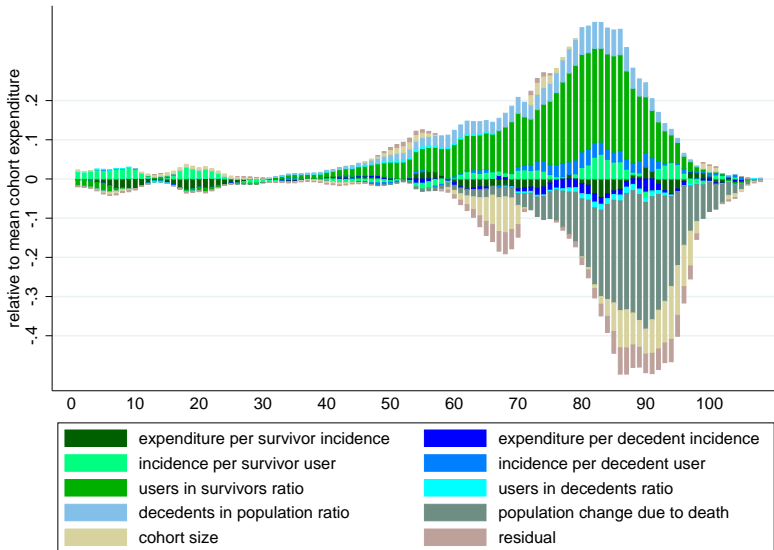 relative to mean cohort expenditure
.2
.1
0
-.1
-.2
-.3
-.4
0 10 20 30 40 50 60 70 80 90 100
expenditure per survivor incidence
expenditure per decedent incidence
incidence per survivor user
incidence per decedent user
users in survivors ratio
users in decedents ratio
decedents in population ratio
population change due to death
cohort size
residual